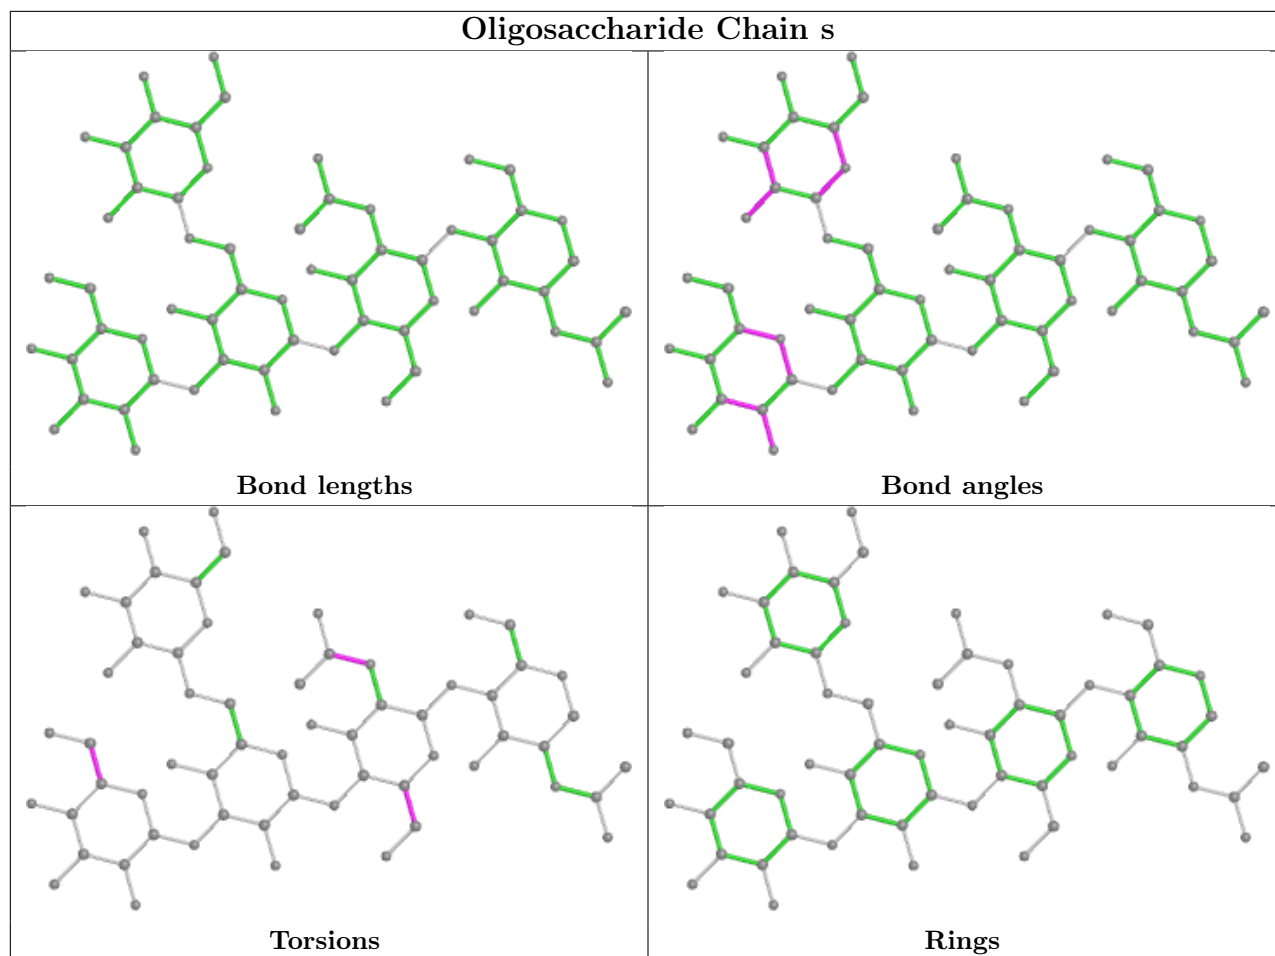 Oligosaccharide Chain s
Bond lengths
Bond angles
Torsions
Rings